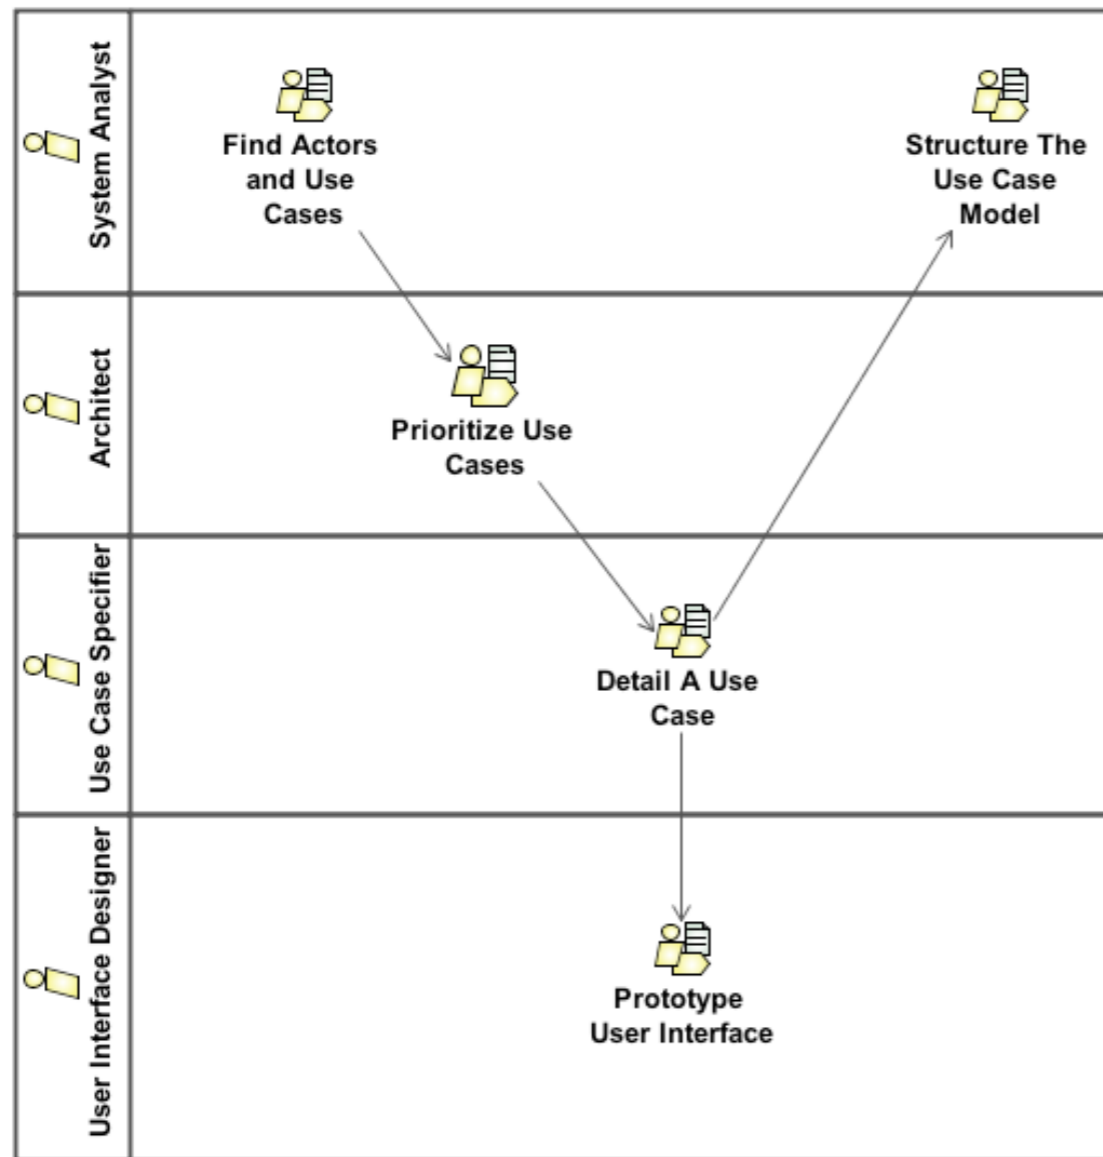 System Analyst
Find Actors
and Use
Cases
Structure The
Use Case
Model
Architect
Prioritize Use
Cases
Use Case Specifier
Detail A Use
Case
User Interface Designer
Prototype
User Interface